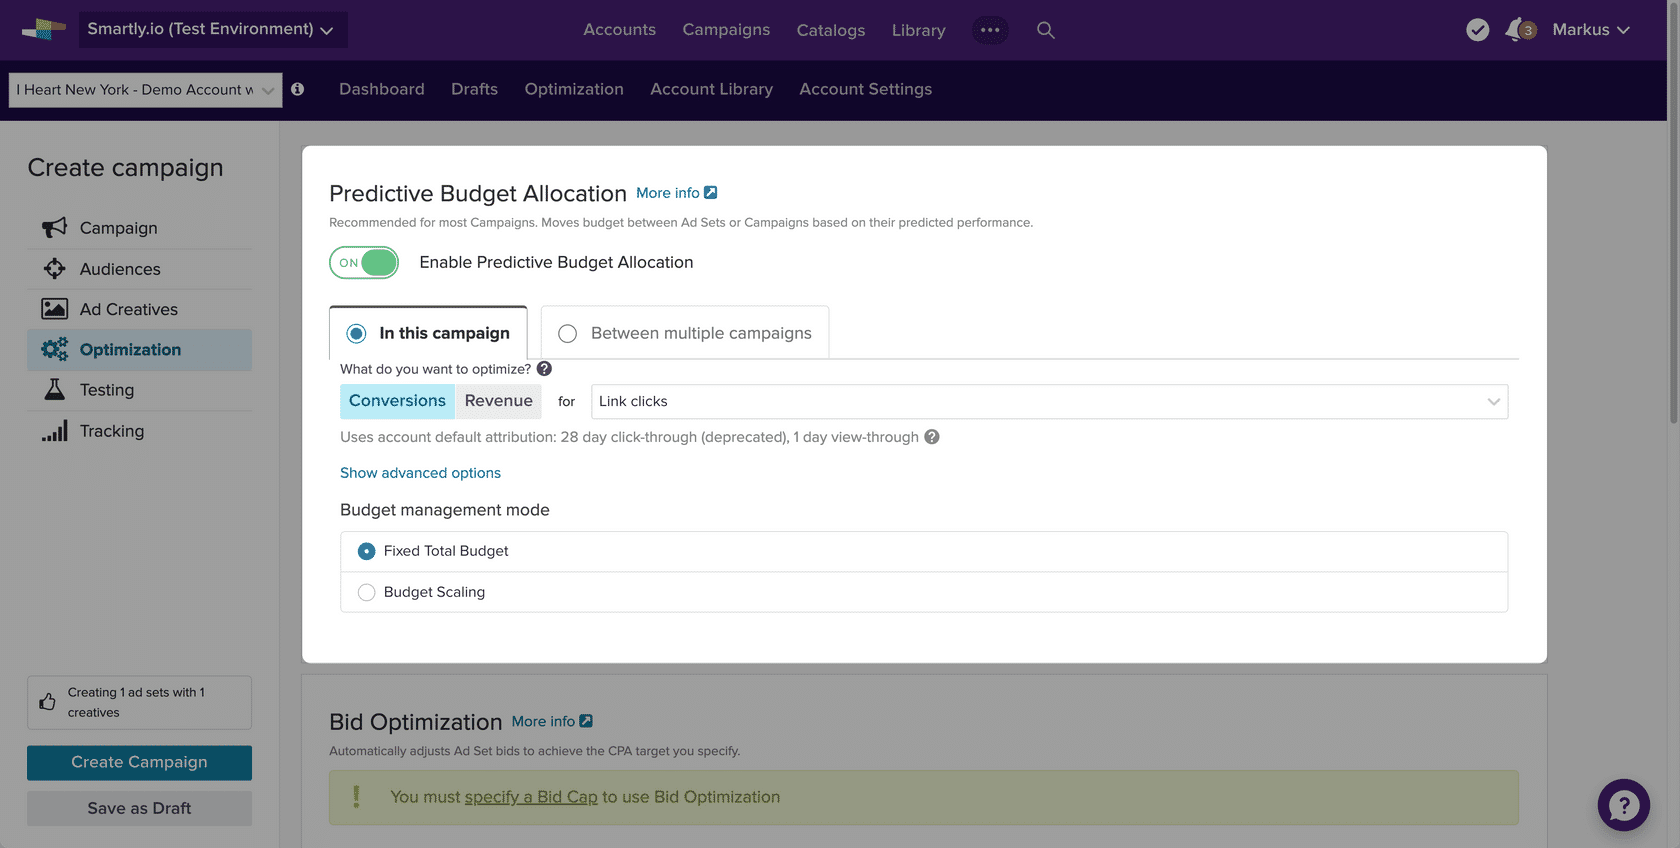 Smartly.io (Test Environment)
Accounts
Campaigns
Catalogs
Library
3
Markus
I Heart New York - Demo Account w
Dashboard
Drafts
Optimization
Account Library
Account Settings
Create campaign
Campaign
Audiences
Ad Creatives
Optimization
Testing
Tracking
Creating 1 ad sets with 1
creatives
Create Campaign
Save as Draft
Predictive Budget Allocation More info
Recommended for most Campaigns. Moves budget between Ad Sets or Campaigns based on their predicted performance.
ON Enable Predictive Budget Allocation
In this campaign
Between multiple campaigns
What do you want to optimize? ?
Conversions Revenue for Link clicks
Uses account default attribution: 28 day click-through (deprecated), 1 day view-through ?
Show advanced options
Budget management mode
Fixed Total Budget
Budget Scaling
Bid Optimization More info
Automatically adjusts Ad Set bids to achieve the CPA target you specify.
! You must specify a Bid Cap to use Bid Optimization
?